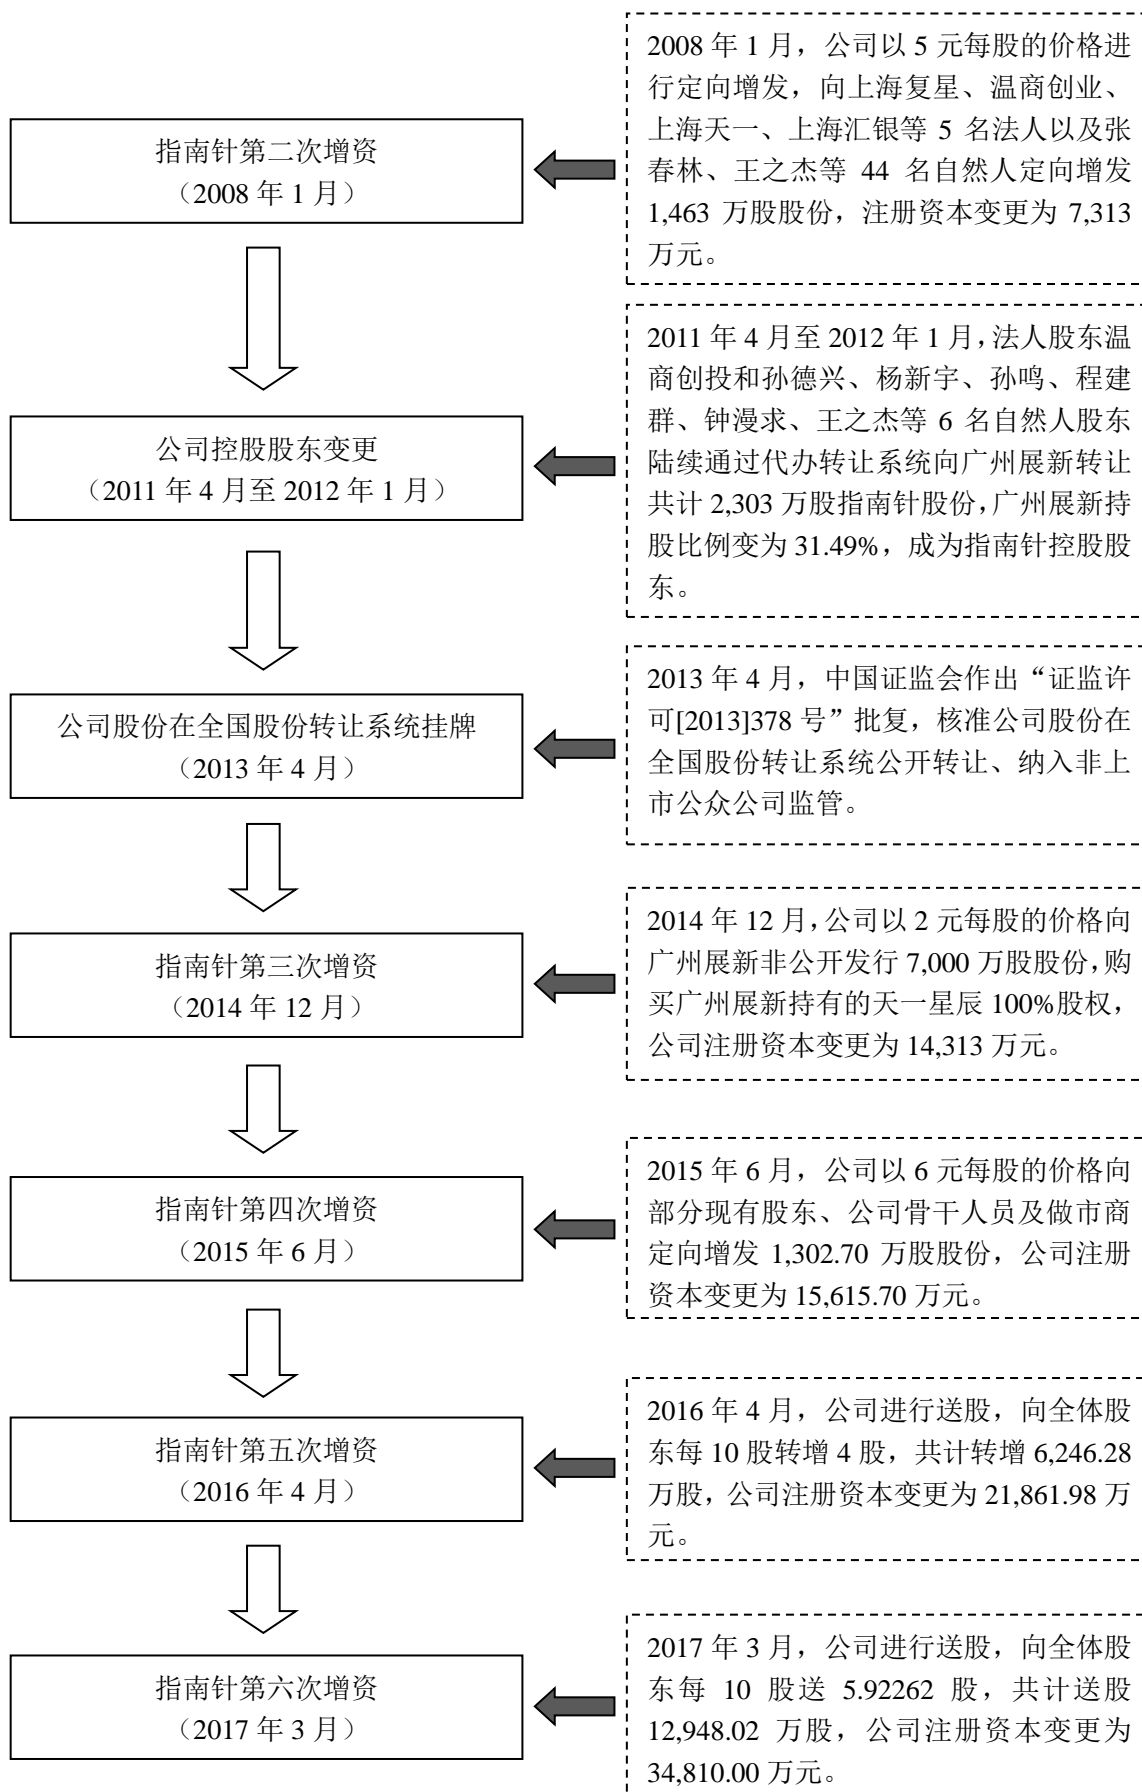 指南针第二次增资
（2008 年 1 月）
2008 年 1 月，公司以 5 元每股的价格进
行定向增发，向上海复星、温商创业、
上海天一、上海汇银等 5 名法人以及张
春林、王之杰等 44 名自然人定向增发
1,463 万股股份，注册资本变更为 7,313
万元。
公司控股股东变更
（2011 年 4 月至 2012 年 1 月）
2011 年 4 月至 2012 年 1 月，法人股东温
商创投和孙德兴、杨新宇、孙鸣、程建
群、钟漫求、王之杰等 6 名自然人股东
陆续通过代办转让系统向广州展新转让
共计 2,303 万股指南针股份，广州展新持
股比例变为 31.49%，成为指南针控股股
东。
公司股份在全国股份转让系统挂牌
（2013 年 4 月）
2013 年 4 月，中国证监会作出“证监许
可[2013]378 号”批复，核准公司股份在
全国股份转让系统公开转让、纳入非上
市公众公司监管。
指南针第三次增资
（2014 年 12 月）
2014 年 12 月，公司以 2 元每股的价格向
广州展新非公开发行 7,000 万股股份，购
买广州展新持有的天一星辰 100%股权，
公司注册资本变更为 14,313 万元。
指南针第四次增资
（2015 年 6 月）
2015 年 6 月，公司以 6 元每股的价格向
部分现有股东、公司骨干人员及做市商
定向增发 1,302.70 万股股份，公司注册
资本变更为 15,615.70 万元。
指南针第五次增资
（2016 年 4 月）
2016 年 4 月，公司进行送股，向全体股
东每 10 股转增 4 股，共计转增 6,246.28
万股，公司注册资本变更为 21,861.98 万
元。
指南针第六次增资
（2017 年 3 月）
2017 年 3 月，公司进行送股，向全体股
东每 10 股送 5.92262 股，共计送股
12,948.02 万股，公司注册资本变更为
34,810.00 万元。